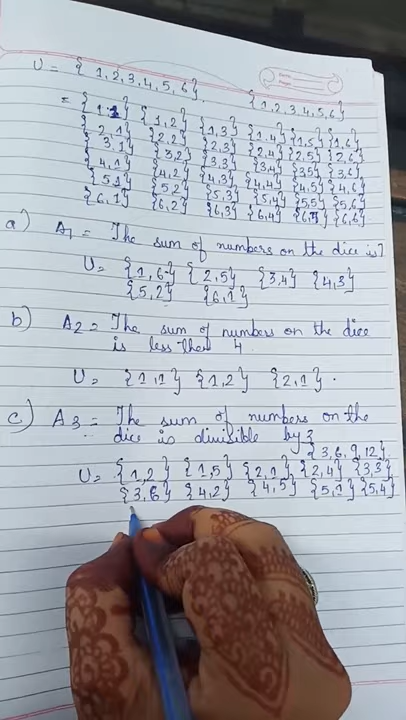 U = { 1,2,3,4,5,6}. {1,2,3,4,5,6}
= {1,1} {1,2} {1,3} {1,4} {1,5} {1,6}
{2,1} {2,2} {2,3} {2,4} {2,5} {2,6}
{3,1} {3,2} {3,3} {3,4} {3,5} {3,6}
{4,1} {4,2} {4,3} {4,4} {4,5} {4,6}
{5,1} {5,2} {5,3} {5,4} {5,5} {5,6}
{6,1} {6,2} {6,3} {6,4} {6,5} {6,6}
a) A1 = The sum of numbers on the dice is 7
U = {1,6} {2,5} {3,4} {4,3}
{5,2} {6,1}
b) A2 = The sum of numbers on the dice
is less then 4.
U = {1,1} {1,2} {2,1}.
c) A3 = The sum of numbers on the
dice is divisible by 3
{3,6,9,12}
U = {1,2} {1,5} {2,1} {2,4} {3,3}
{3,6} {4,2} {4,5} {5,1} {5,4}